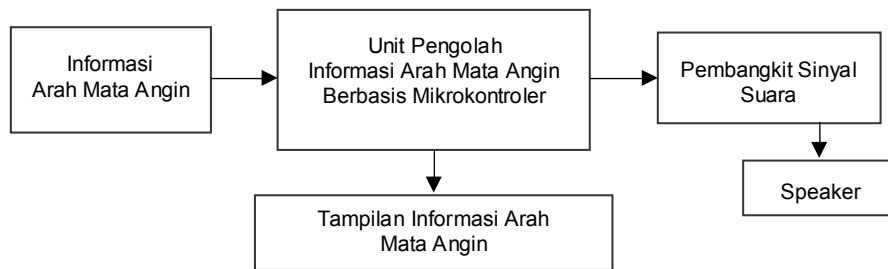 Informasi
Arah Mata Angin
Unit Pengolah
Informasi Arah Mata Angin
Berbasis Mikrokontroler
Pembangkit Sinyal
Suara
Speaker
Tampilan Informasi Arah
Mata Angin